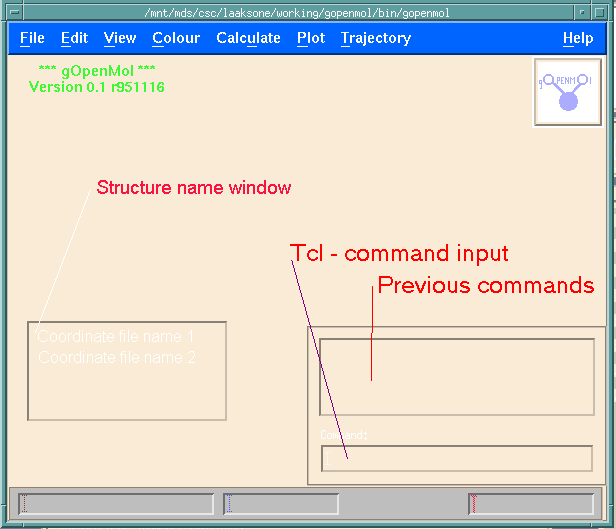 /mnt/mds/csc/laaksone/working/gopenmol/bin/gopenmol
File Edit View Colour Calculate Plot Trajectory Help
*** gOpenMol ***
Version 0.1 r951116
gOPENMOl
Structure name window
Tcl - command input
Previous commands
Coordinate file name 1
Coordinate file name 2
Command: